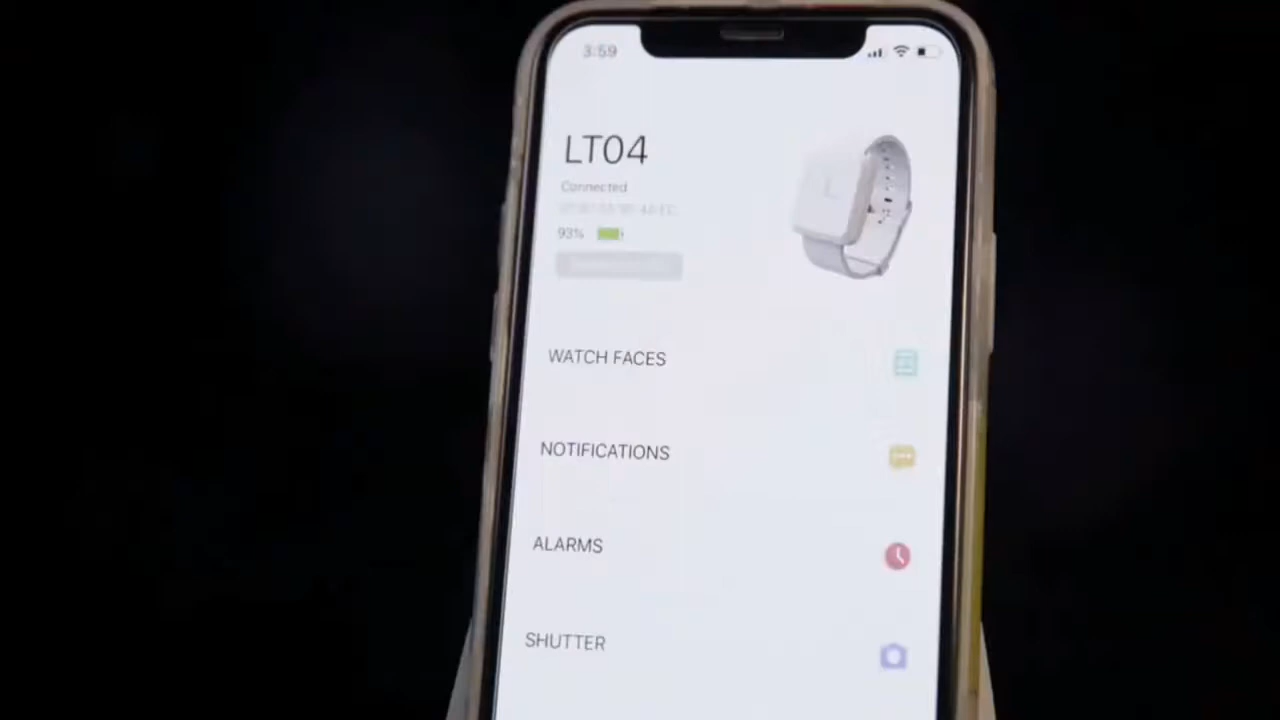 3:59
LT04
Connected
93%
WATCH FACES
NOTIFICATIONS
ALARMS
SHUTTER